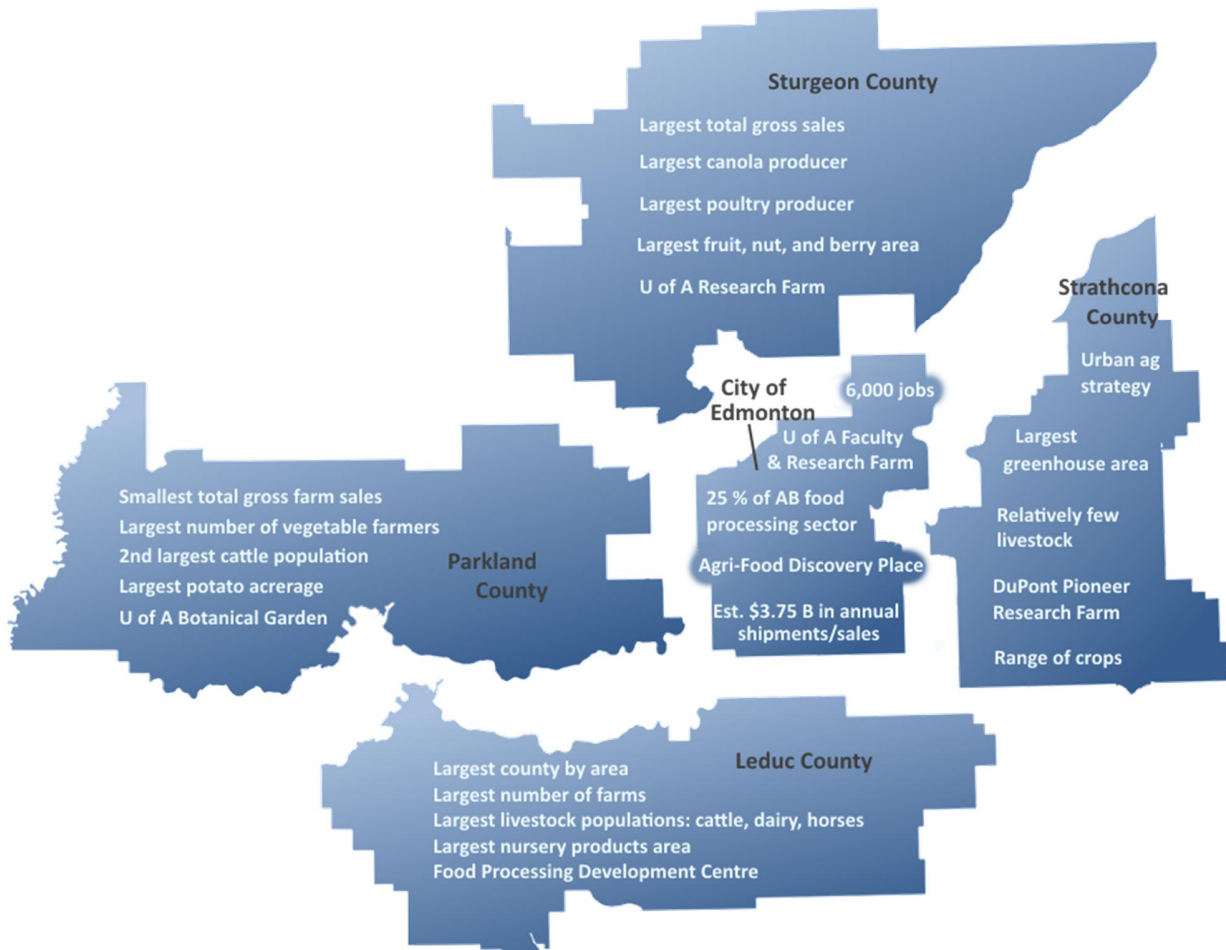 Sturgeon County
Largest total gross sales
Largest canola producer
Largest poultry producer
Largest fruit, nut, and berry area
U of A Research Farm
Strathcona
County
Urban ag
strategy
Largest
greenhouse area
Relatively few
livestock
DuPont Pioneer
Research Farm
Range of crops
City of
Edmonton
6,000 jobs
U of A Faculty
& Research Farm
25 % of AB food
processing sector
Agri-Food Discovery Place
Est. $3.75 B in annual
shipments/sales
Parkland
County
Smallest total gross farm sales
Largest number of vegetable farmers
2nd largest cattle population
Largest potato acrerage
U of A Botanical Garden
Leduc County
Largest county by area
Largest number of farms
Largest livestock populations: cattle, dairy, horses
Largest nursery products area
Food Processing Development Centre